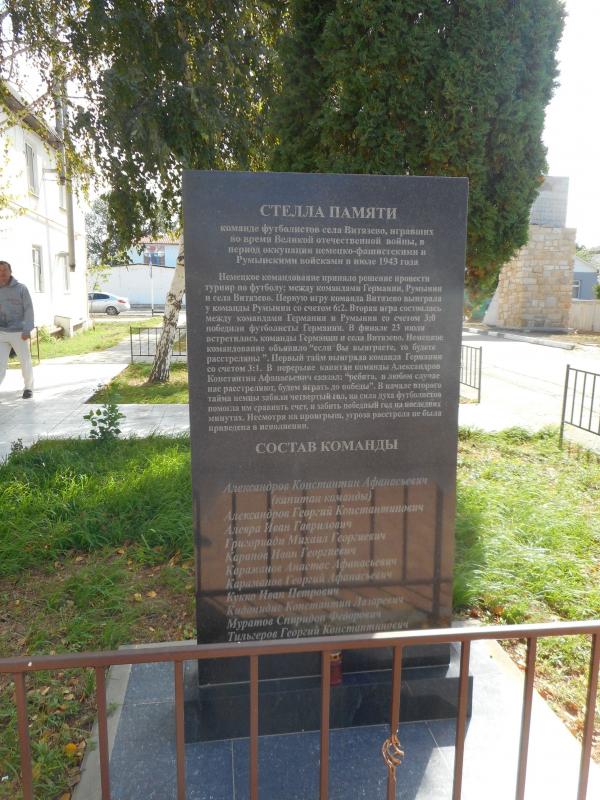 СТЕЛЛА ПАМЯТИ
команде футболистов села Витязево, игравших
во время Великой отечественной войны, в
период оккупации немецко-фашистскими и
Румынскими войсками в июле 1943 года
Немецкое командование приняло решение провести
турнир по футболу: между командами Германии, Румынии
и села Витязево. Первую игру команда Витязево выиграла
у команды Румынии со счетом 6:2. Вторая игра состоялась
между командами Германии и Румынии со счетом 3:0
победили футболисты Германии. В финале 23 июля
встретились команды Германии и села Витязево. Немецкое
командование объявило "если Вы выиграете, то будете
расстреляны". Первый тайм выиграла команда Германии
со счетом 3:1. В перерыве капитан команды Александров
Константин Афанасьевич сказал: "ребята, в любом случае
нас расстреляют, будем играть до победы". В начале второго
тайма немцы забили четвертый гол, но сила духа футболистов
помогла им сравнять счет, и забить победный гол на последних
минутах. Несмотря на проигрыш, угроза расстрела не была
приведена в исполнении.
СОСТАВ КОМАНДЫ
Александров Константин Афанасьевич
(капитан команды)
Александров Георгий Константинович
Алвяра Иван Гаврилович
Григориади Михаил Георгиевич
Карапов Иван Георгиевич
Караманов Анастас Афанасьевич
Караманов Георгий Афанасьевич
Кукко Иван Петрович
Константин Лазаревич
Муратов Спиридон Федорович
Тильгеров Георгий Константинович